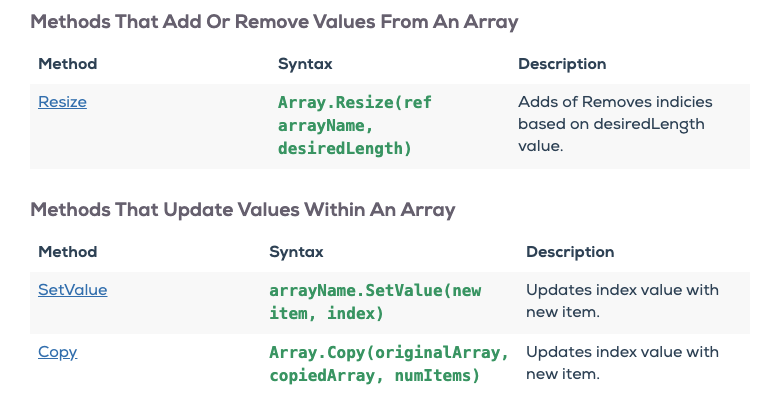 Methods That Add Or Remove Values From An Array
Method Syntax Description
Resize Array.Resize(ref Adds of Removes indicies
arrayName, based on desiredLength
desiredLength) value.
Methods That Update Values Within An Array
Method Syntax Description
SetValue arrayName.SetValue(new Updates index value with
item, index) new item.
Copy Array.Copy(originalArray, Updates index value with
copiedArray, numItems) new item.